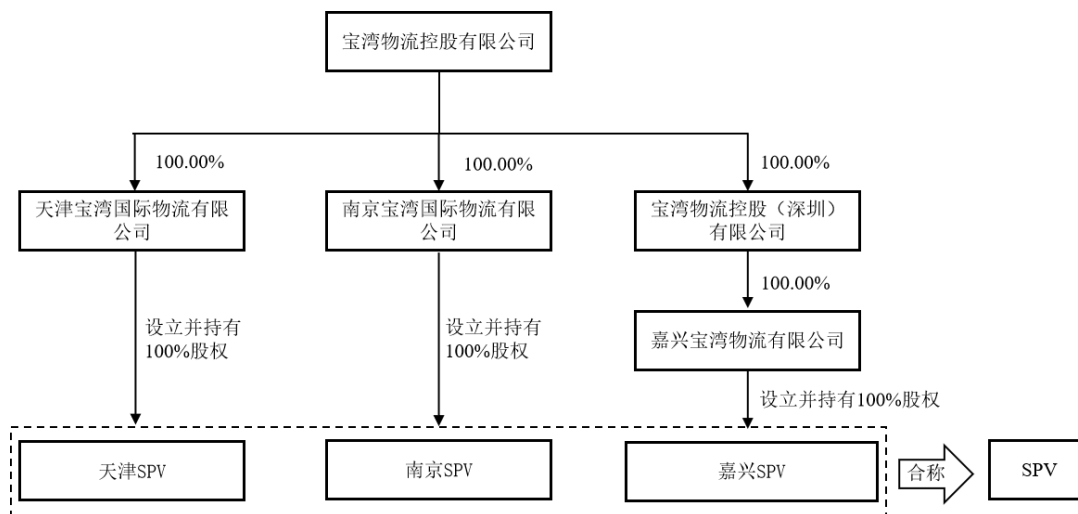 宝湾物流控股有限公司
100.00%
100.00%
100.00%
天津宝湾国际物流有限
公司
南京宝湾国际物流有限
公司
宝湾物流控股（深圳）
有限公司
100.00%
设立并持有
100%股权
设立并持有
100%股权
嘉兴宝湾物流有限公司
设立并持有100%股权
天津SPV
南京SPV
嘉兴SPV
合称
SPV